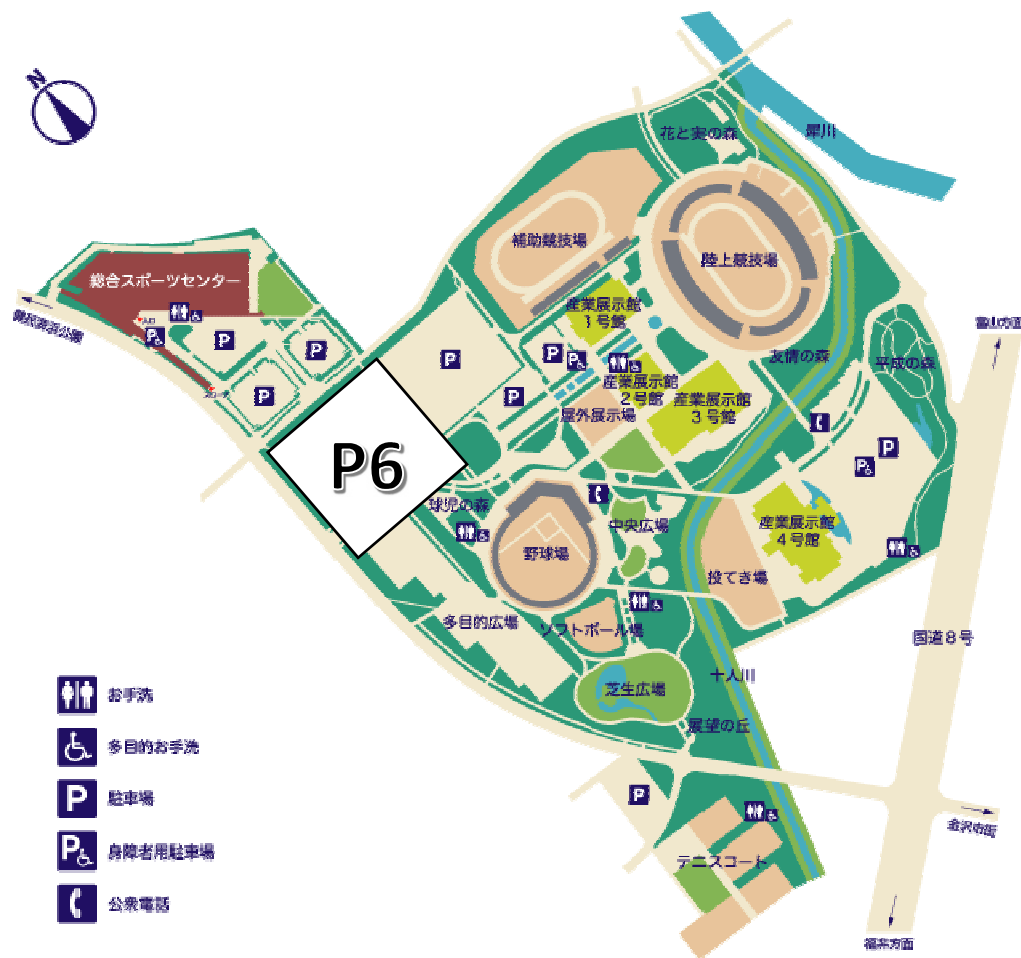 N
犀川
花と実の森
補助競技場
陸上競技場
総合スポーツセンター
健民海浜公園
産業展示館
1号館
富山方面
P
P
P
P
P
P
P
友情の森
平成の森
産業展示館
2号館
産業展示館
3号館
屋外展示場
P
P
P6
球児の森
中央広場
産業展示館
4号館
野球場
投てき場
多目的広場
ソフトボール場
国道8号
十人川
芝生広場
展望の丘
お手洗
多目的お手洗
P
駐車場
P
身障者用駐車場
公衆電話
P
テニスコート
金沢市街
福井方面